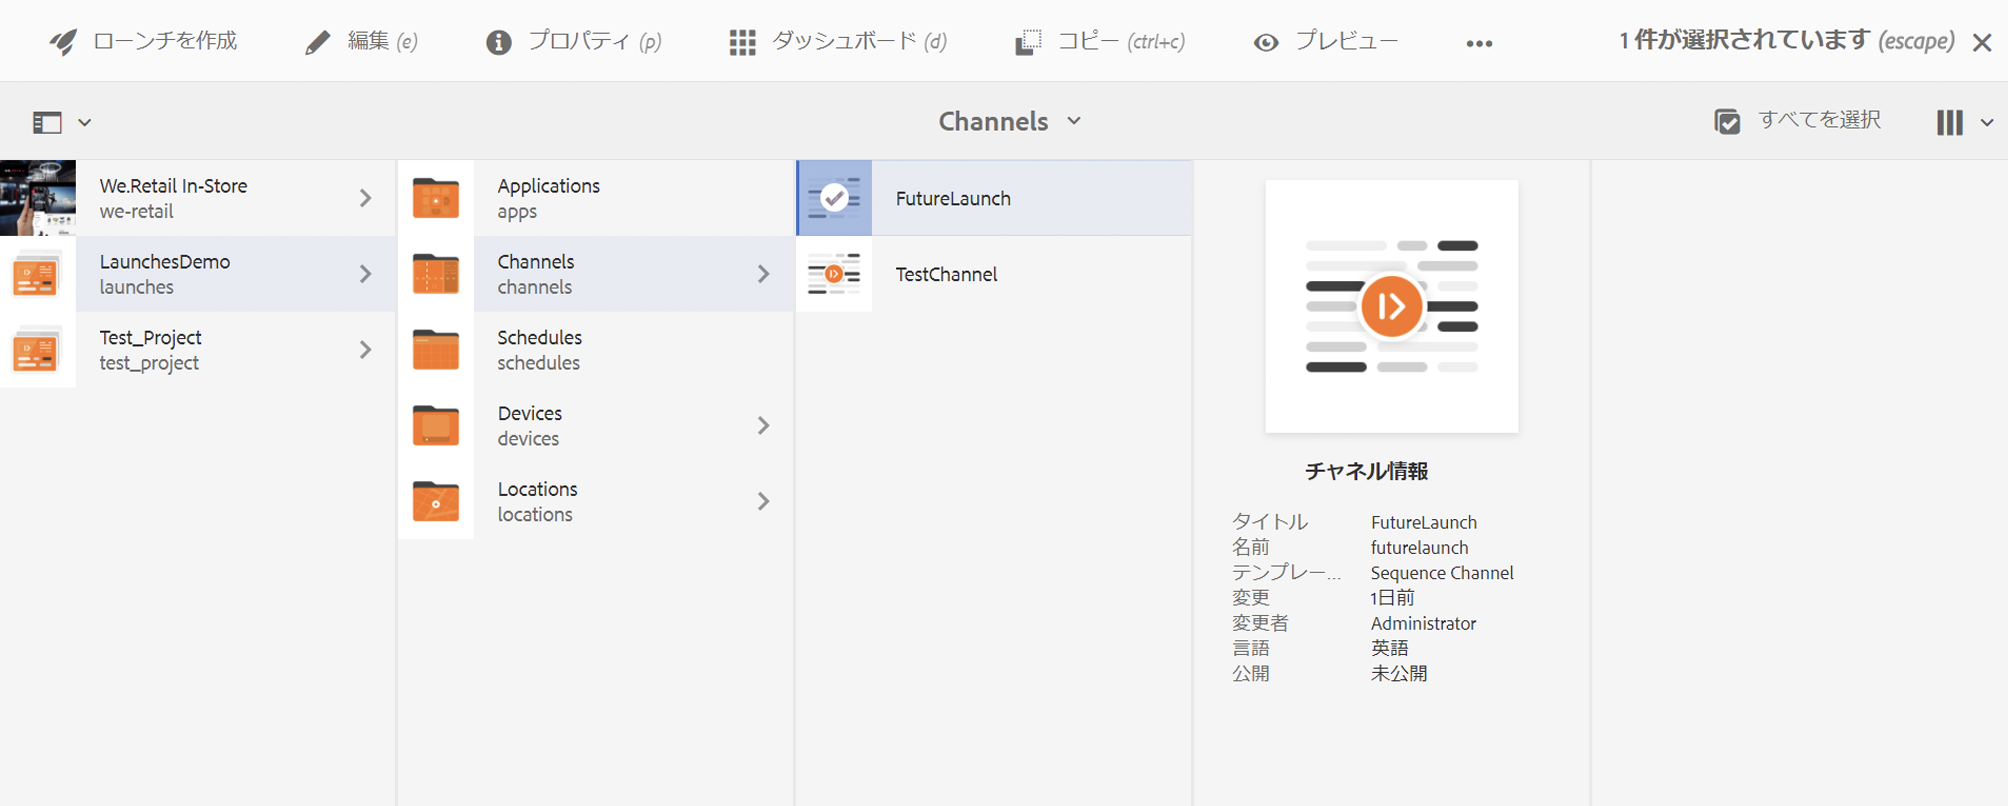 ローンチを作成
編集 (e)
プロパティ (p)
ダッシュボード (d)
コピー (ctrl+c)
プレビュー
1 件が選択されています (escape)
Channels
すべてを選択
We.Retail In-Store
we-retail
LaunchesDemo
launches
Test_Project
test_project
Applications
apps
Channels
channels
Schedules
schedules
Devices
devices
Locations
locations
FutureLaunch
TestChannel
チャネル情報
タイトル FutureLaunch
名前 futurelaunch
テンプレー... Sequence Channel
変更 1日前
変更者 Administrator
言語 英語
公開 未公開